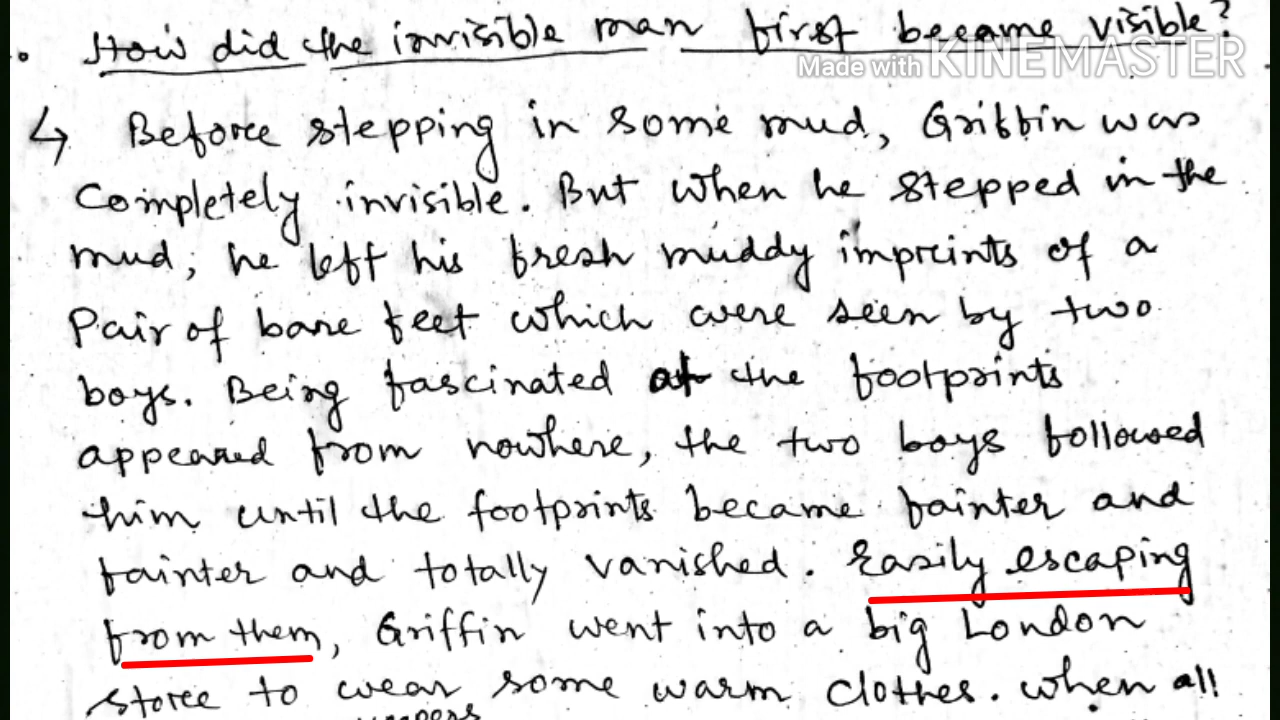 How did the invisible man first became visible?
Made with KINEMASTER
↳ Before stepping in some mud, Griffin was
completely invisible. But when he stepped in the
mud, he left his fresh muddy imprints of a
Pair of bare feet which were seen by two
boys. Being fascinated at the footprints
appeared from nowhere, the two boys followed
him until the footprints became fainter and
fainter and totally vanished. Easily escaping
from them, Griffin went into a big London
store to wear some warm clothes. When all